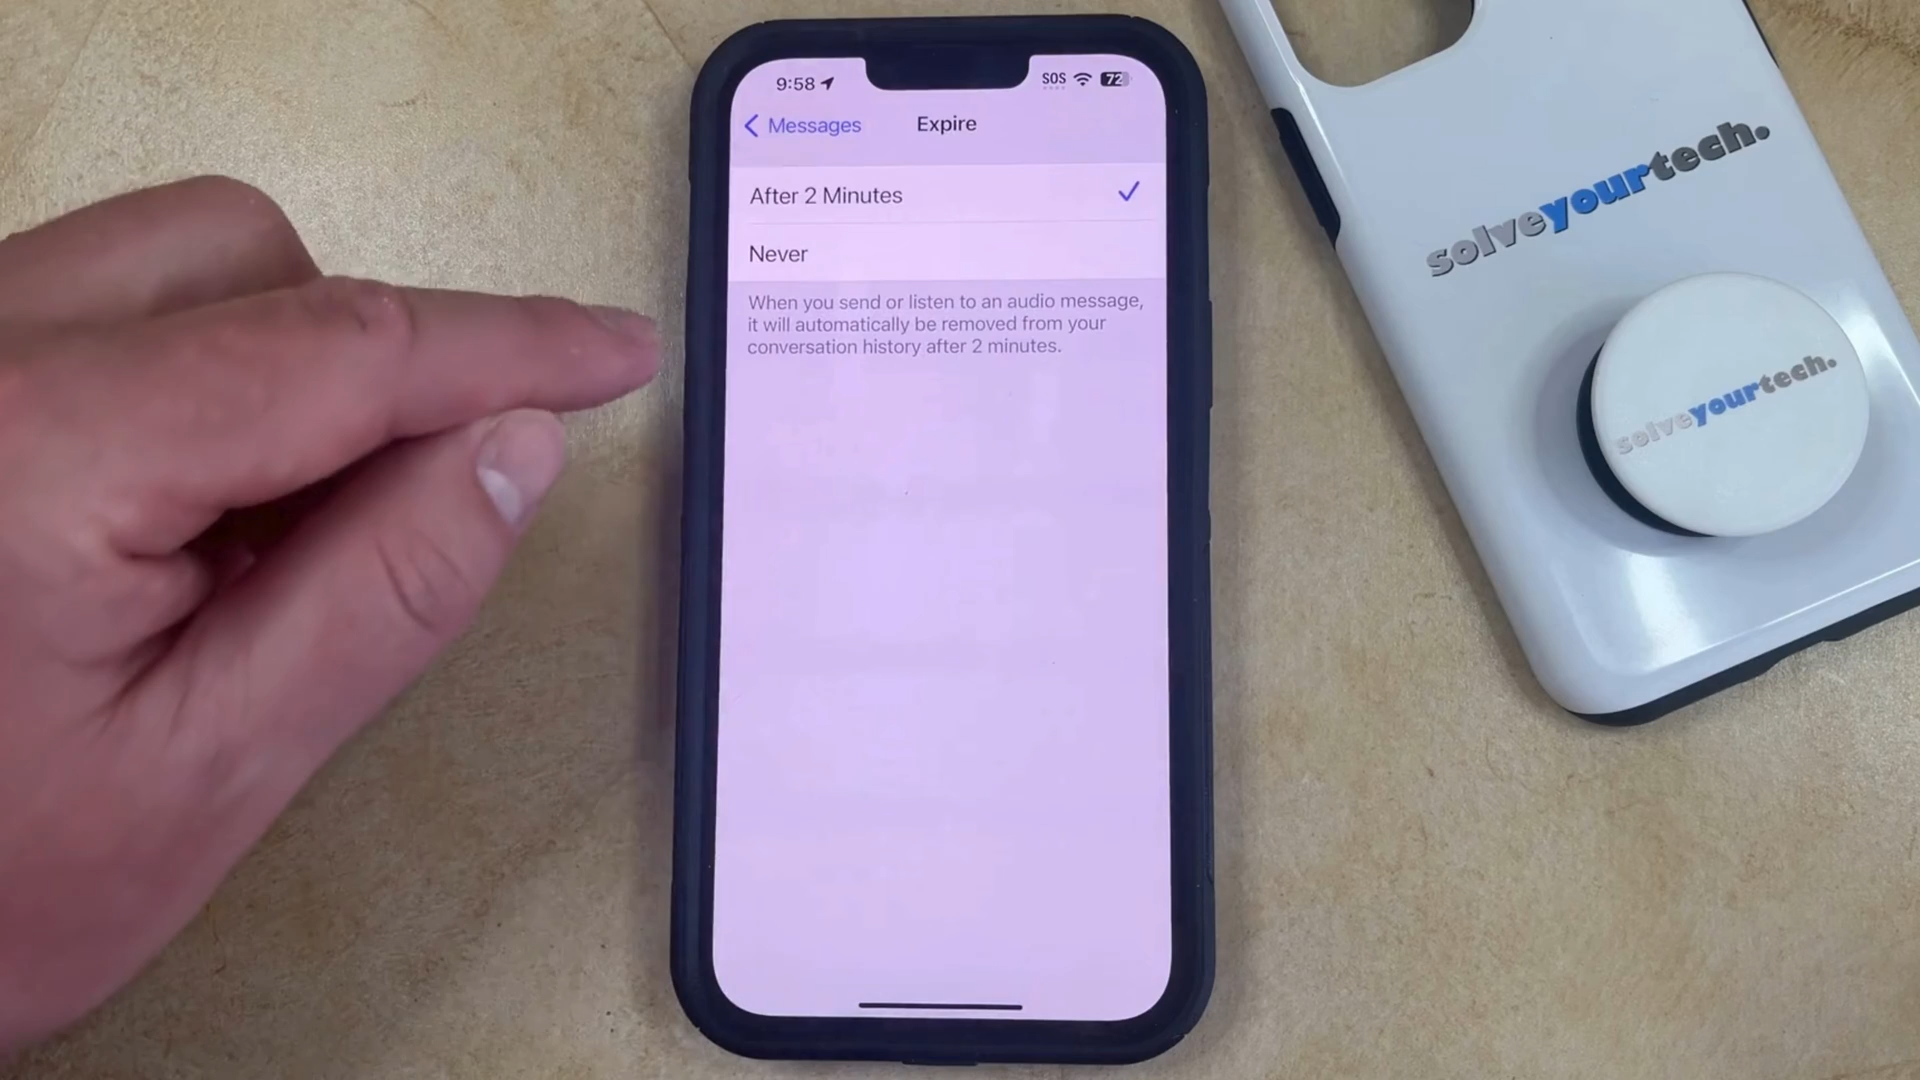 9:58
SOS
72
Messages
Expire
After 2 Minutes
Never
When you send or listen to an audio message,
it will automatically be removed from your
conversation history after 2 minutes.
solveyourtech.
solveyourtech.